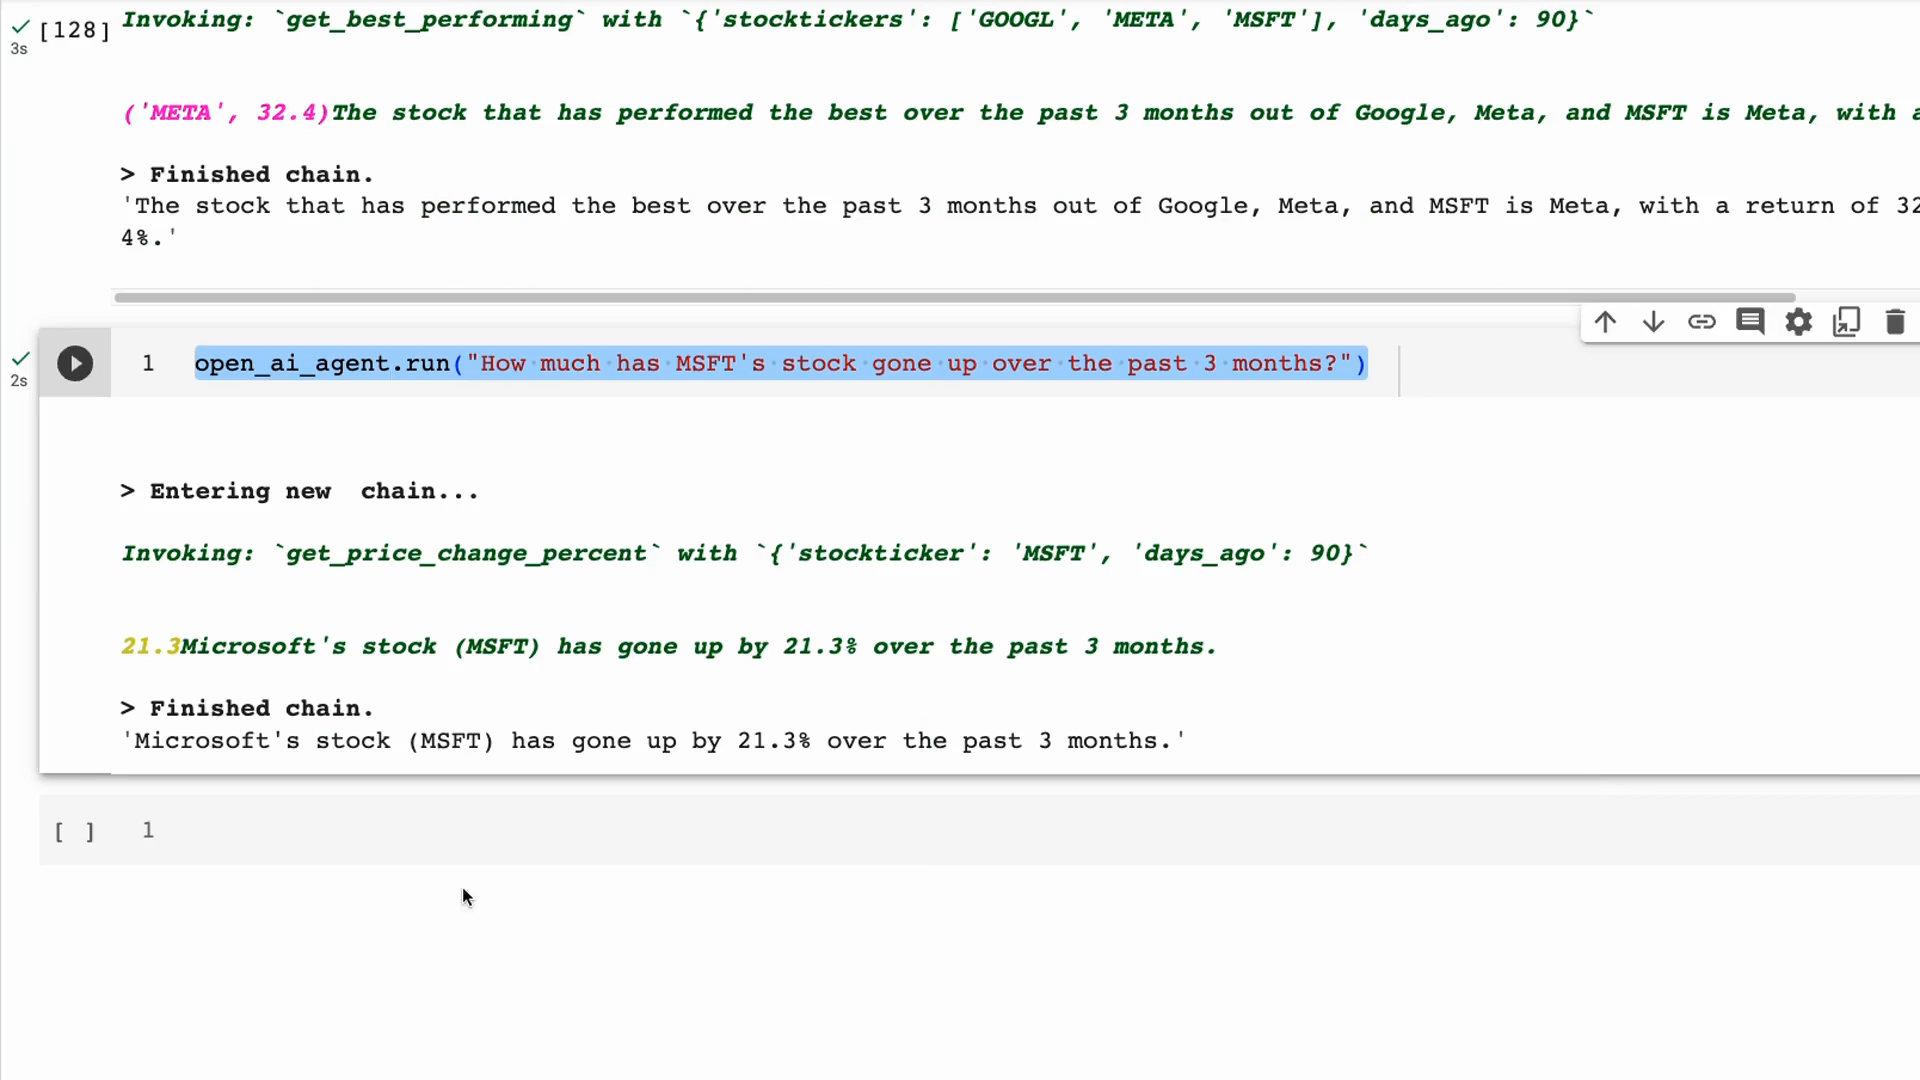 Invoking: `get_best_performing` with `{'stocktickers': ['GOOGL', 'META', 'MSFT'], 'days_ago': 90}`
[128]
3s
('META', 32.4)The stock that has performed the best over the past 3 months out of Google, Meta, and MSFT is Meta, with a
> Finished chain.
'The stock that has performed the best over the past 3 months out of Google, Meta, and MSFT is Meta, with a return of 32
4%.'
1 open_ai_agent.run("How much has MSFT's stock gone up over the past 3 months?")
2s
> Entering new  chain...
Invoking: `get_price_change_percent` with `{'stockticker': 'MSFT', 'days_ago': 90}`
21.3Microsoft's stock (MSFT) has gone up by 21.3% over the past 3 months.
> Finished chain.
'Microsoft's stock (MSFT) has gone up by 21.3% over the past 3 months.'
[ ] 1